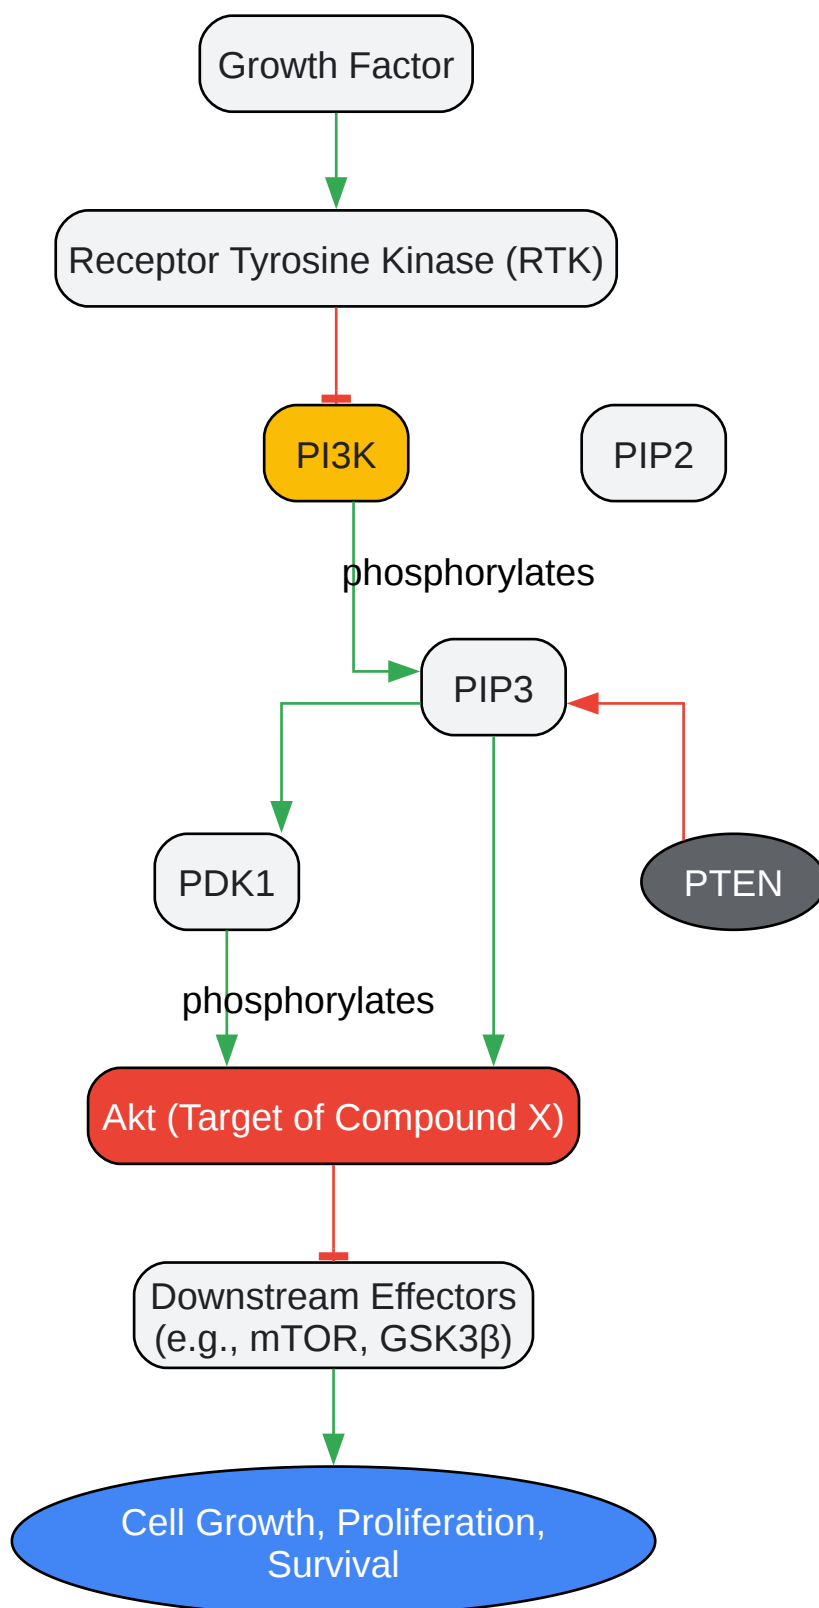 Growth Factor
Receptor Tyrosine Kinase (RTK)
PI3K
PIP2
phosphorylates
PIP3
PDK1
PTEN
phosphorylates
Akt (Target of Compound X)
Downstream Effectors
(e.g., mTOR, GSK3β)
Cell Growth, Proliferation,
Survival